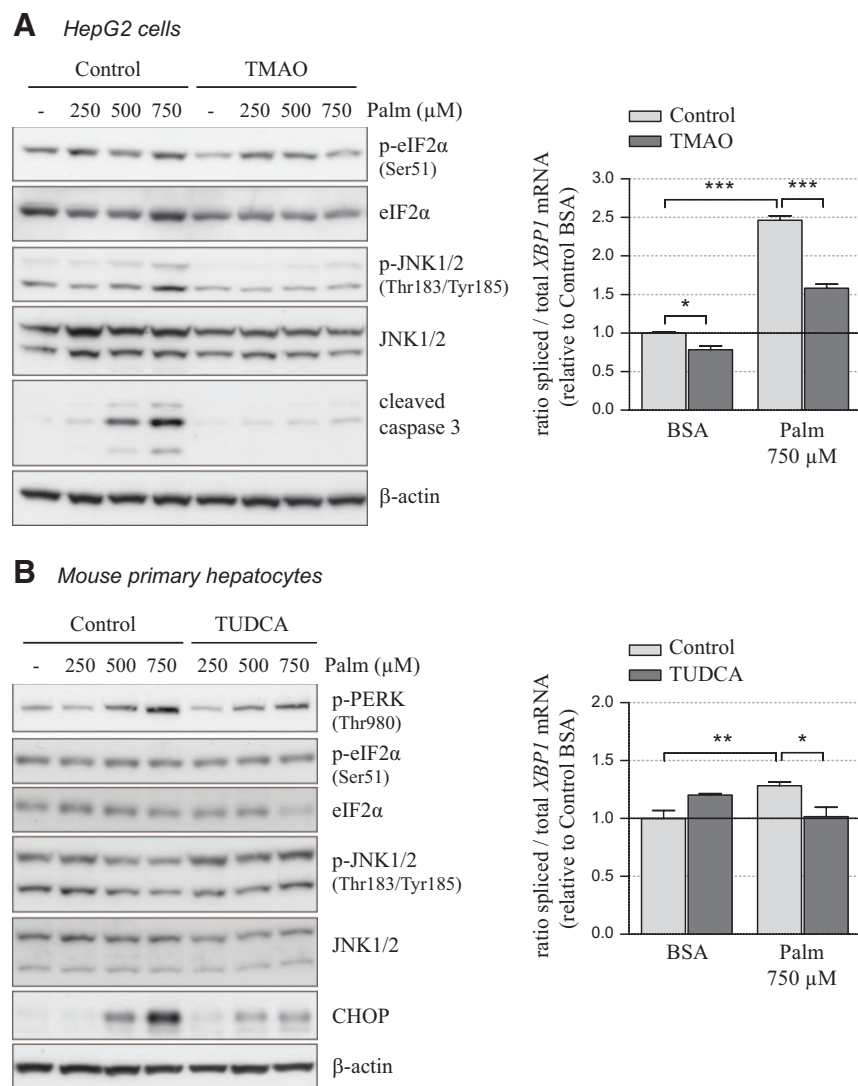 A HepG2 cells
Control TMAO
- 250 500 750 - 250 500 750 Palm (µM)
p-eIF2α
(Ser51)
eIF2α
p-JNK1/2
(Thr183/Tyr185)
JNK1/2
cleaved
caspase 3
β-actin
Control
TMAO
ratio spliced / total XBP1 mRNA
(relative to Control BSA)
3.0
2.5
2.0
1.5
1.0
0.5
0.0
*** ***
*
BSA Palm
750 µM
B Mouse primary hepatocytes
Control TUDCA
- 250 500 750 250 500 750 Palm (µM)
p-PERK
(Thr980)
p-eIF2α
(Ser51)
eIF2α
p-JNK1/2
(Thr183/Tyr185)
JNK1/2
CHOP
β-actin
Control
TUDCA
ratio spliced / total XBP1 mRNA
(relative to Control BSA)
2.0
1.5
1.0
0.5
0.0
** *
BSA Palm
750 µM